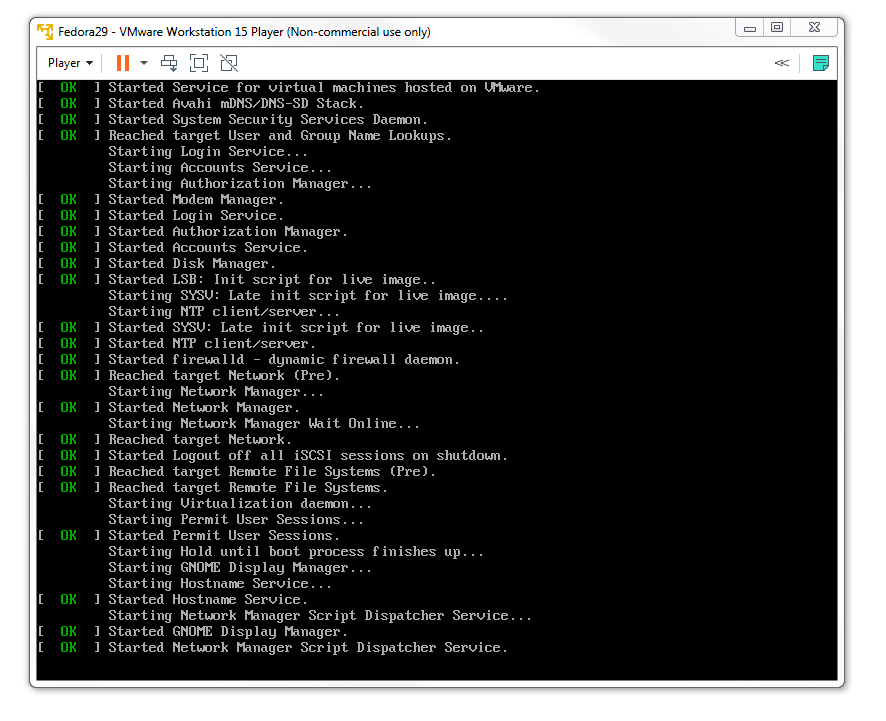 Fedora29 - VMware Workstation 15 Player (Non-commercial use only)
Player
[  OK  ] Started Service for virtual machines hosted on VMware.
[  OK  ] Started Avahi mDNS/DNS-SD Stack.
[  OK  ] Started System Security Services Daemon.
[  OK  ] Reached target User and Group Name Lookups.
Starting Login Service...
Starting Accounts Service...
Starting Authorization Manager...
[  OK  ] Started Modem Manager.
[  OK  ] Started Login Service.
[  OK  ] Started Authorization Manager.
[  OK  ] Started Accounts Service.
[  OK  ] Started Disk Manager.
[  OK  ] Started LSB: Init script for live image..
Starting SYSV: Late init script for live image....
Starting NTP client/server...
[  OK  ] Started SYSV: Late init script for live image..
[  OK  ] Started NTP client/server.
[  OK  ] Started firewalld - dynamic firewall daemon.
[  OK  ] Reached target Network (Pre).
Starting Network Manager...
[  OK  ] Started Network Manager.
Starting Network Manager Wait Online...
[  OK  ] Reached target Network.
[  OK  ] Started Logout off all iSCSI sessions on shutdown.
[  OK  ] Reached target Remote File Systems (Pre).
[  OK  ] Reached target Remote File Systems.
Starting Virtualization daemon...
Starting Permit User Sessions...
[  OK  ] Started Permit User Sessions.
Starting Hold until boot process finishes up...
Starting GNOME Display Manager...
Starting Hostname Service...
[  OK  ] Started Hostname Service.
Starting Network Manager Script Dispatcher Service...
[  OK  ] Started GNOME Display Manager.
[  OK  ] Started Network Manager Script Dispatcher Service.